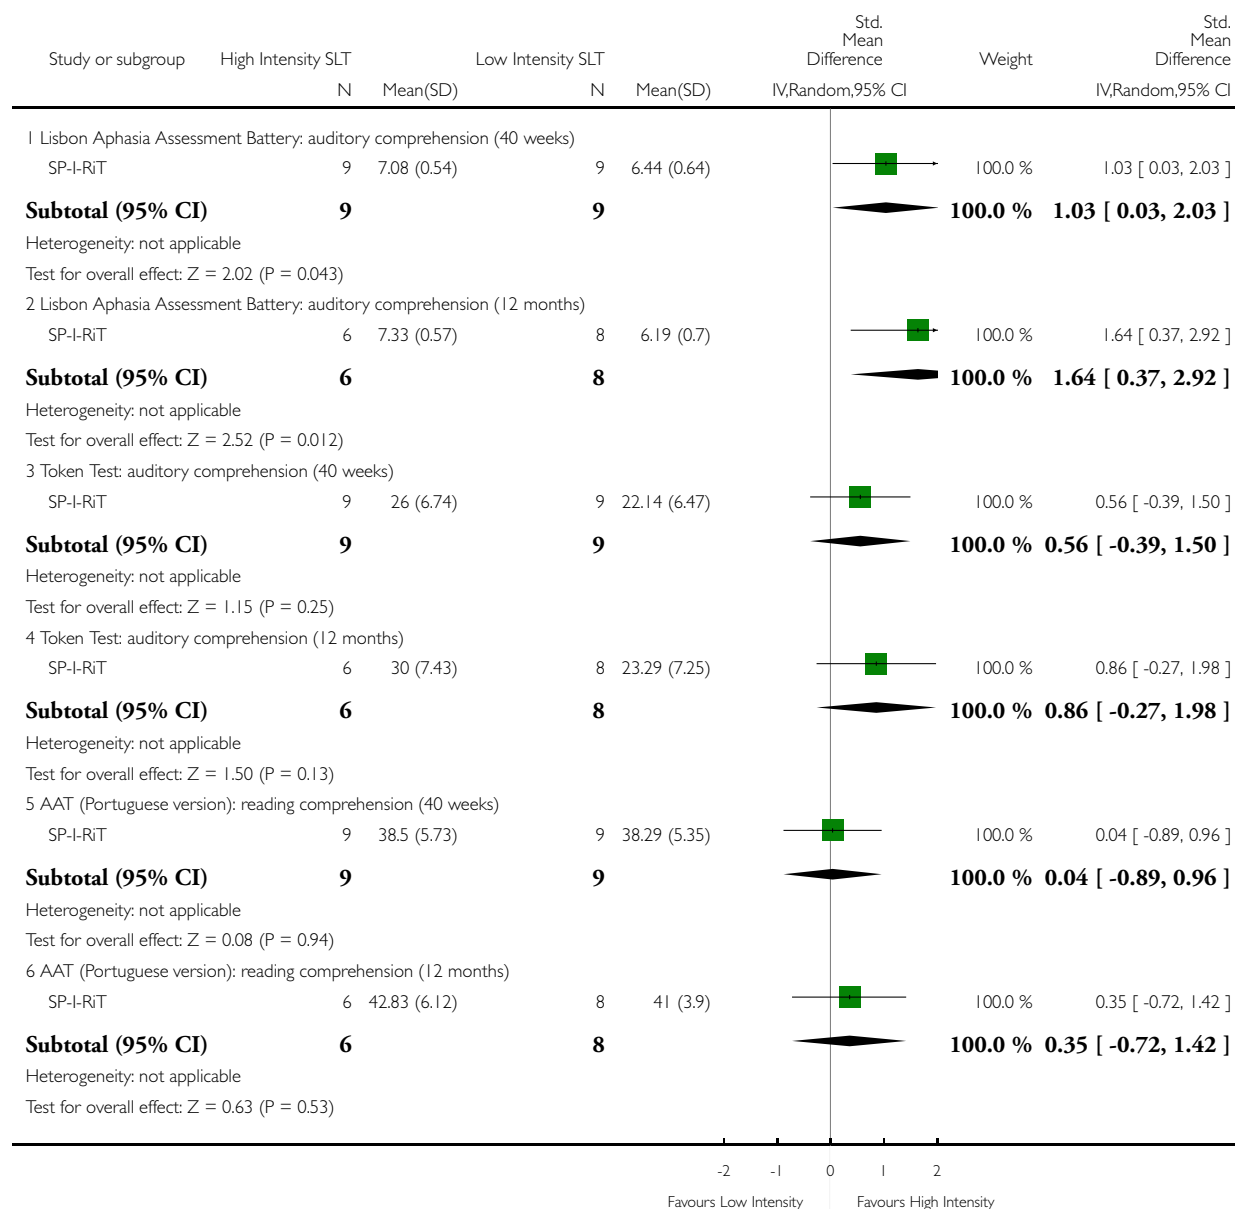 Study or subgroup High Intensity SLT Low Intensity SLT Std. Mean Difference Weight Std. Mean Difference
N Mean(SD) N Mean(SD) IV,Random,95% CI IV,Random,95% CI
1 Lisbon Aphasia Assessment Battery: auditory comprehension (40 weeks)
SP-I-RiT 9 7.08 (0.54) 9 6.44 (0.64) 100.0 % 1.03 [ 0.03, 2.03 ]
Subtotal (95% CI) 9 9 100.0 % 1.03 [ 0.03, 2.03 ]
Heterogeneity: not applicable
Test for overall effect: Z = 2.02 (P = 0.043)
2 Lisbon Aphasia Assessment Battery: auditory comprehension (12 months)
SP-I-RiT 6 7.33 (0.57) 8 6.19 (0.7) 100.0 % 1.64 [ 0.37, 2.92 ]
Subtotal (95% CI) 6 8 100.0 % 1.64 [ 0.37, 2.92 ]
Heterogeneity: not applicable
Test for overall effect: Z = 2.52 (P = 0.012)
3 Token Test: auditory comprehension (40 weeks)
SP-I-RiT 9 26 (6.74) 9 22.14 (6.47) 100.0 % 0.56 [ -0.39, 1.50 ]
Subtotal (95% CI) 9 9 100.0 % 0.56 [ -0.39, 1.50 ]
Heterogeneity: not applicable
Test for overall effect: Z = 1.15 (P = 0.25)
4 Token Test: auditory comprehension (12 months)
SP-I-RiT 6 30 (7.43) 8 23.29 (7.25) 100.0 % 0.86 [ -0.27, 1.98 ]
Subtotal (95% CI) 6 8 100.0 % 0.86 [ -0.27, 1.98 ]
Heterogeneity: not applicable
Test for overall effect: Z = 1.50 (P = 0.13)
5 AAT (Portuguese version): reading comprehension (40 weeks)
SP-I-RiT 9 38.5 (5.73) 9 38.29 (5.35) 100.0 % 0.04 [ -0.89, 0.96 ]
Subtotal (95% CI) 9 9 100.0 % 0.04 [ -0.89, 0.96 ]
Heterogeneity: not applicable
Test for overall effect: Z = 0.08 (P = 0.94)
6 AAT (Portuguese version): reading comprehension (12 months)
SP-I-RiT 6 42.83 (6.12) 8 41 (3.9) 100.0 % 0.35 [ -0.72, 1.42 ]
Subtotal (95% CI) 6 8 100.0 % 0.35 [ -0.72, 1.42 ]
Heterogeneity: not applicable
Test for overall effect: Z = 0.63 (P = 0.53)
-2 -1 0 1 2
Favours Low Intensity Favours High Intensity